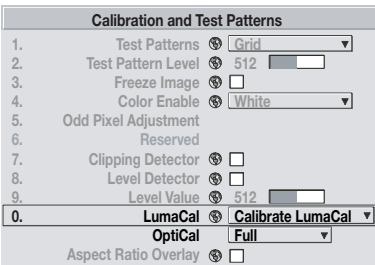 Calibration and Test Patterns
1. Test Patterns Grid
2. Test Pattern Level 512
3. Freeze Image
4. Color Enable White
5. Odd Pixel Adjustment
6. Reserved
7. Clipping Detector
8. Level Detector
9. Level Value 512
0. LumaCal Calibrate LumaCal
OptiCal Full
Aspect Ratio Overlay